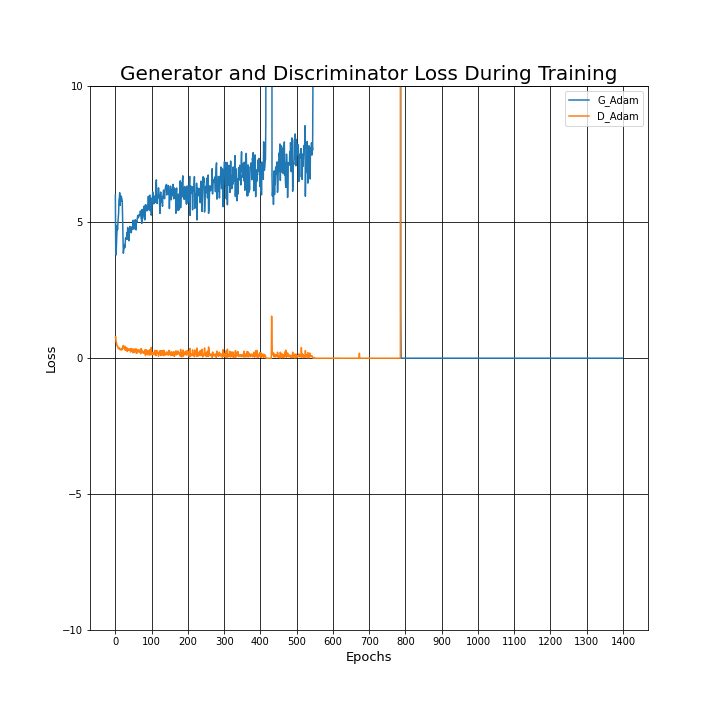 Generator and Discriminator Loss During Training
G_Adam
D_Adam
10
5
0
−5
−10
Loss
0 100 200 300 400 500 600 700 800 900 1000 1100 1200 1300 1400
Epochs